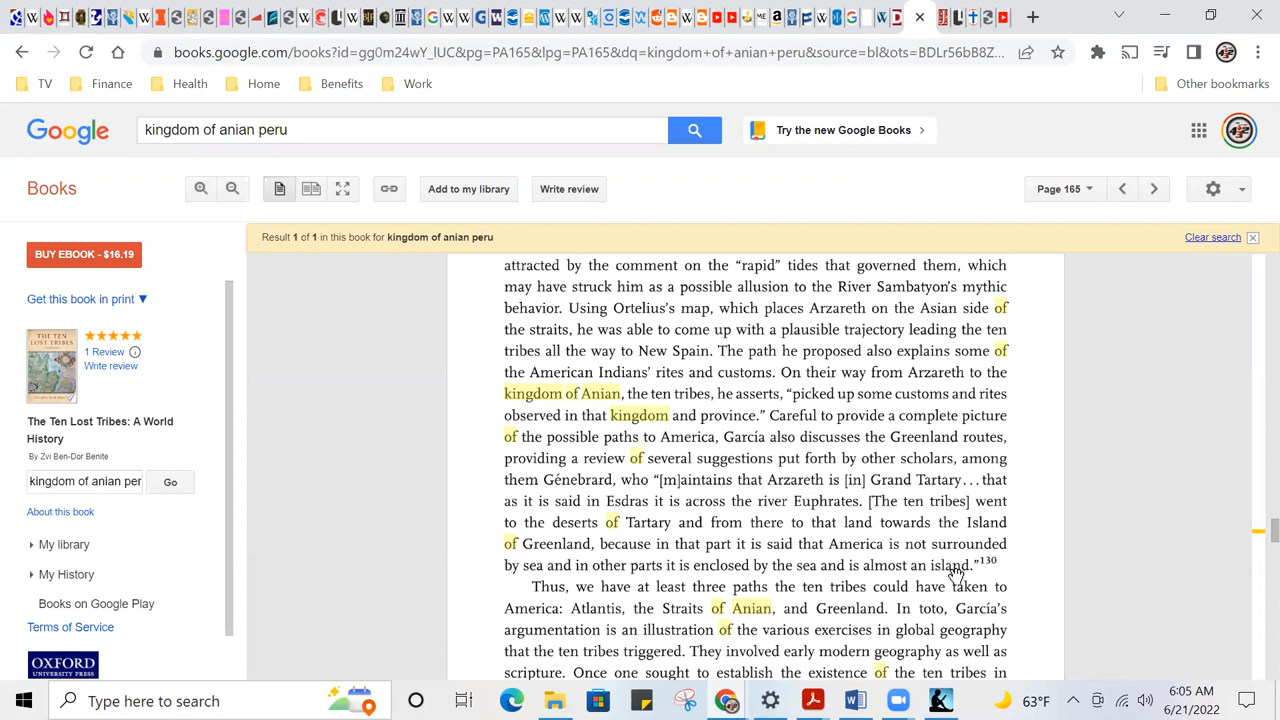 books.google.com/books?id=gg0m24wY_lUC&pg=PA165&lpg=PA165&dq=kingdom+of+anian+peru&source=bl&ots=BDLr56bB8Z...
TV
Finance
Health
Home
Benefits
Work
Other bookmarks
Google
kingdom of anian peru
Try the new Google Books
Books
Add to my library
Write review
Page 165
Result 1 of 1 in this book for kingdom of anian peru
Clear search
BUY EBOOK - $16.19
Get this book in print ▼
1 Review
Write review
THE TEN
LOST TRIBES
The Ten Lost Tribes: A World
History
By Zvi Ben-Dor Benite
kingdom of anian per
Go
About this book
My library
My History
Books on Google Play
Terms of Service
OXFORD
UNIVERSITY PRESS
attracted by the comment on the “rapid” tides that governed them, which
may have struck him as a possible allusion to the River Sambatyon’s mythic
behavior. Using Ortelius’s map, which places Arzareth on the Asian side of
the straits, he was able to come up with a plausible trajectory leading the ten
tribes all the way to New Spain. The path he proposed also explains some of
the American Indians’ rites and customs. On their way from Arzareth to the
kingdom of Anian, the ten tribes, he asserts, “picked up some customs and rites
observed in that kingdom and province.” Careful to provide a complete picture
of the possible paths to America, García also discusses the Greenland routes,
providing a review of several suggestions put forth by other scholars, among
them Génebrard, who “[m]aintains that Arzareth is [in] Grand Tartary...that
as it is said in Esdras it is across the river Euphrates. [The ten tribes] went
to the deserts of Tartary and from there to that land towards the Island
of Greenland, because in that part it is said that America is not surrounded
by sea and in other parts it is enclosed by the sea and is almost an island.”130
Thus, we have at least three paths the ten tribes could have taken to
America: Atlantis, the Straits of Anian, and Greenland. In toto, García’s
argumentation is an illustration of the various exercises in global geography
that the ten tribes triggered. They involved early modern geography as well as
scripture. Once one sought to establish the existence of the ten tribes in
Type here to search
63°F
6:05 AM
6/21/2022